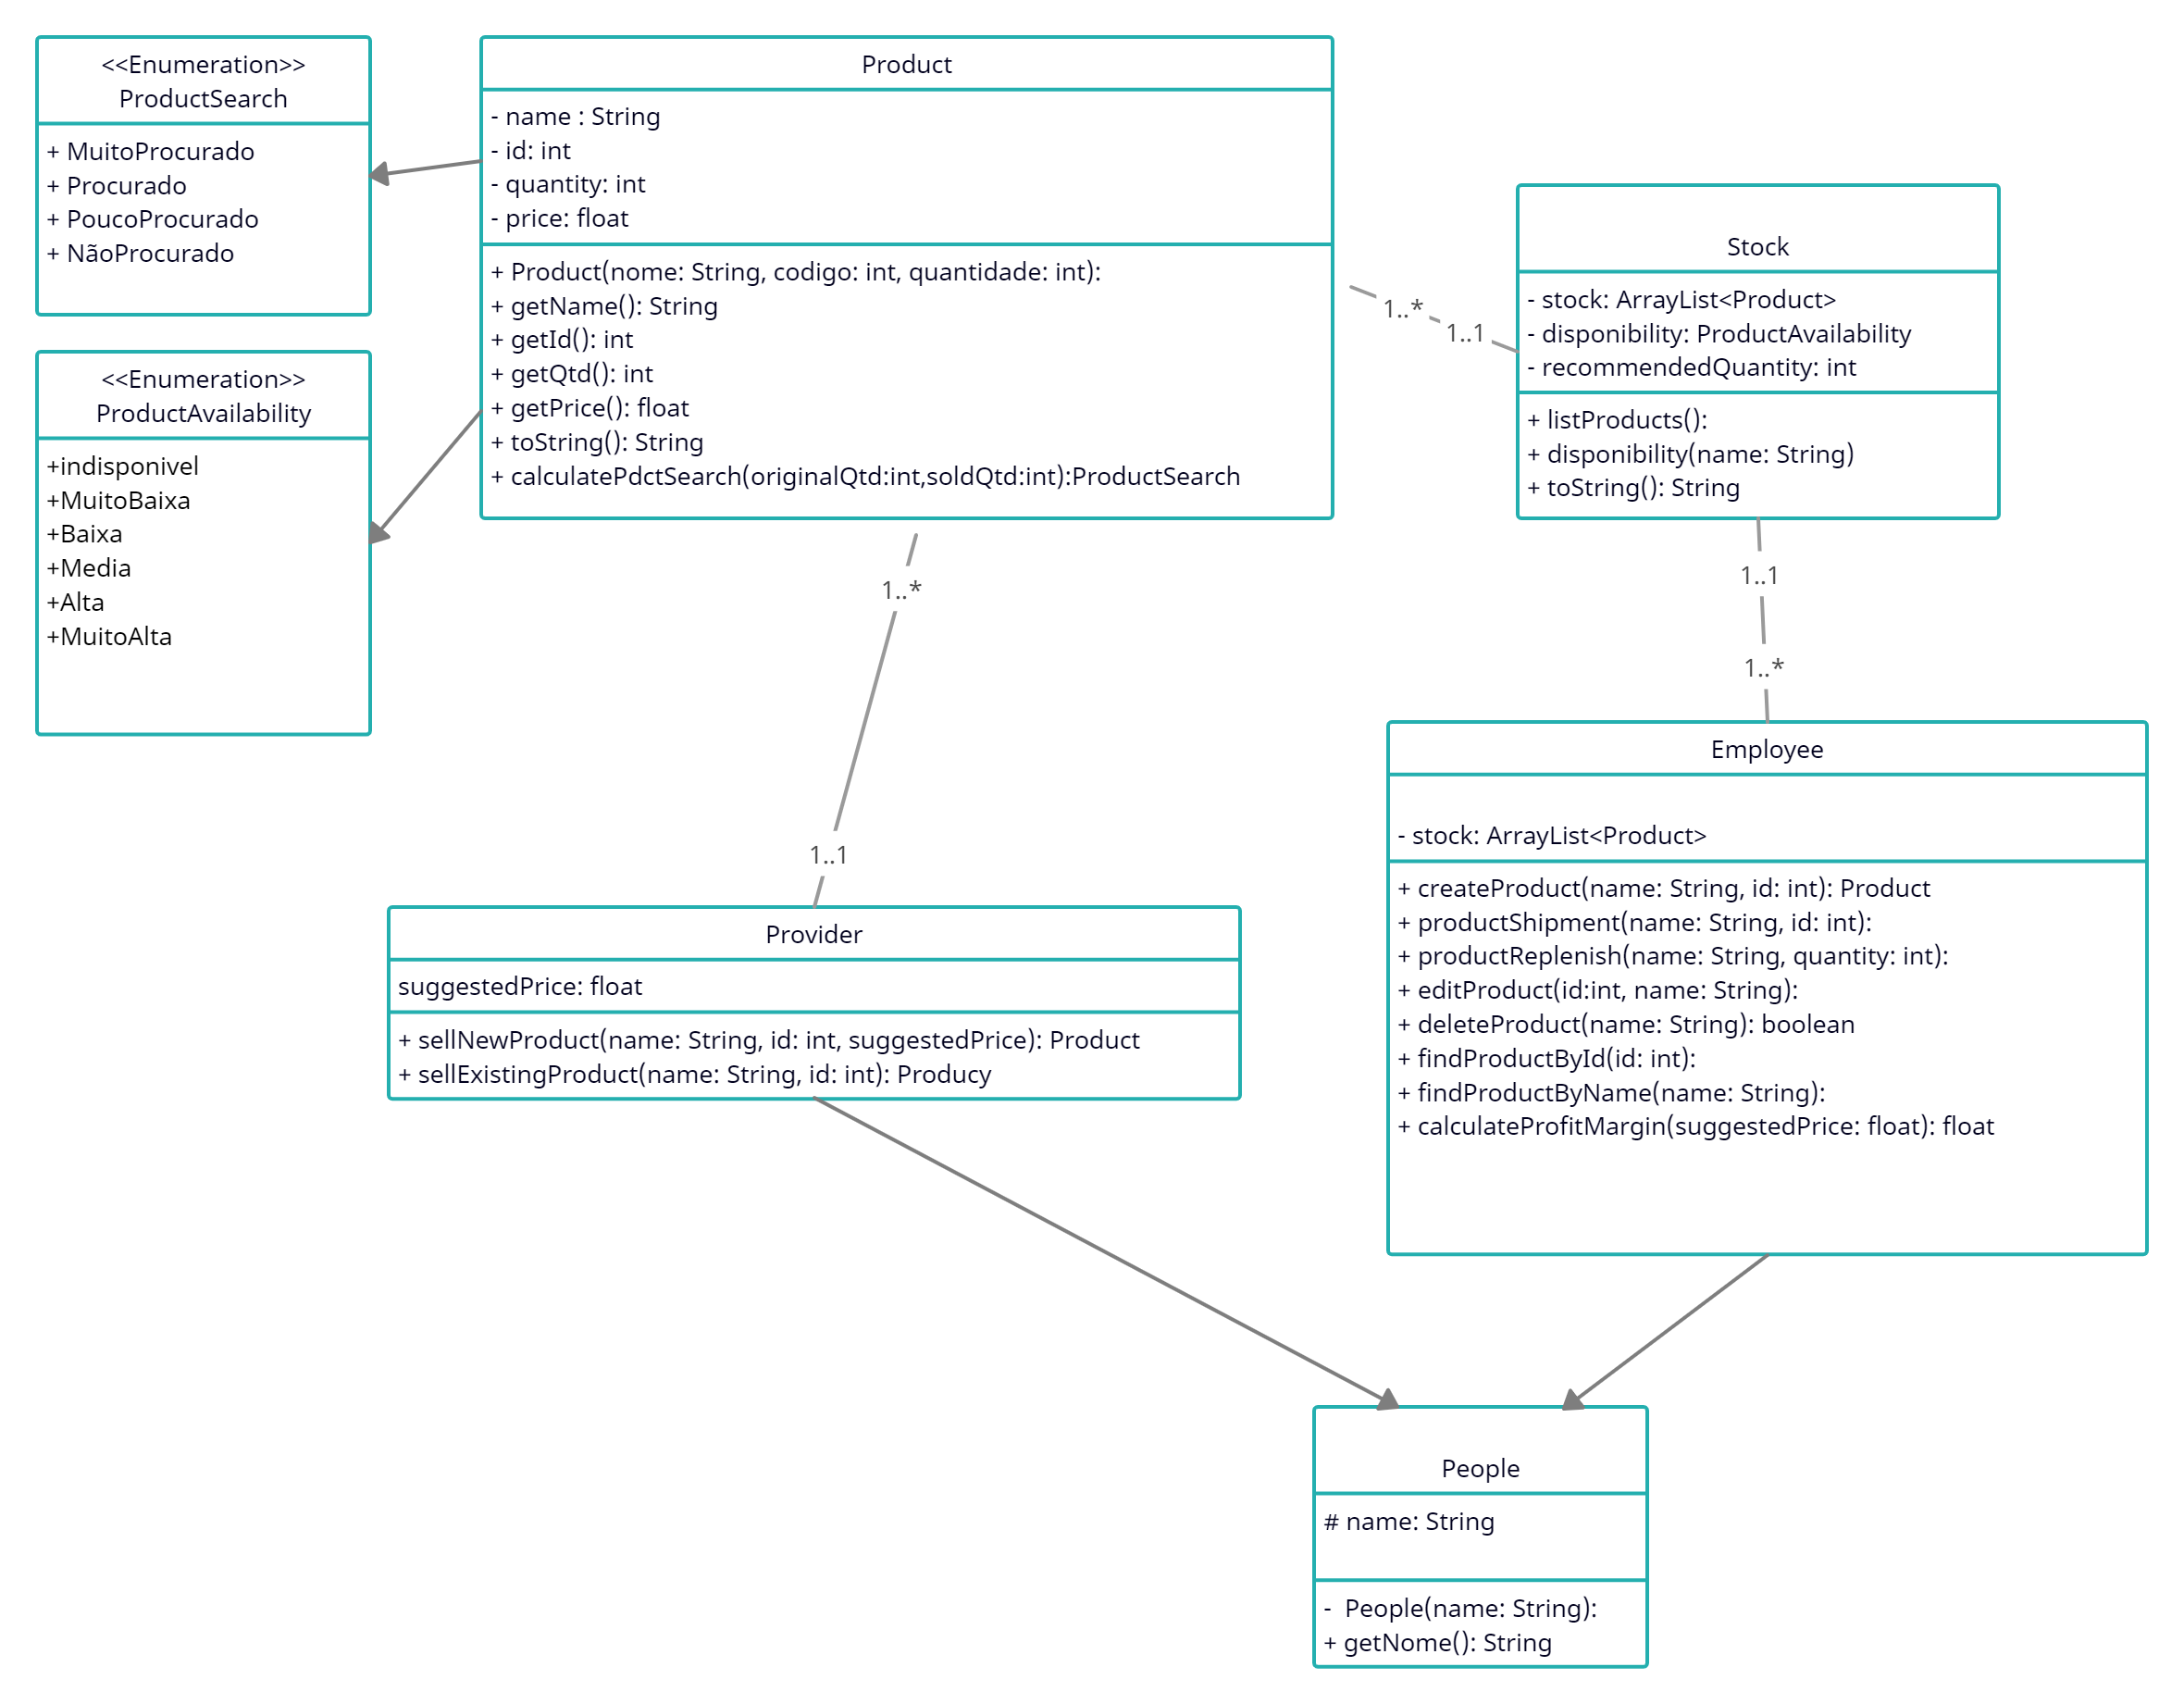 <<Enumeration>>
ProductSearch
+ MuitoProcurado
+ Procurado
+ PoucoProcurado
+ NãoProcurado
<<Enumeration>>
ProductAvailability
+indisponivel
+MuitoBaixa
+Baixa
+Media
+Alta
+MuitoAlta
Product
- name : String
- id: int
- quantity: int
- price: float
+ Product(nome: String, codigo: int, quantidade: int):
+ getName(): String
+ getId(): int
+ getQtd(): int
+ getPrice(): float
+ toString(): String
+ calculatePdctSearch(originalQtd:int,soldQtd:int):ProductSearch
1..*
1..1
Stock
- stock: ArrayList<Product>
- disponibility: ProductAvailability
- recommendedQuantity: int
+ listProducts():
+ disponibility(name: String)
+ toString(): String
1..1
1..*
1..*
1..1
Provider
suggestedPrice: float
+ sellNewProduct(name: String, id: int, suggestedPrice): Product
+ sellExistingProduct(name: String, id: int): Producy
Employee
- stock: ArrayList<Product>
+ createProduct(name: String, id: int): Product
+ productShipment(name: String, id: int):
+ productReplenish(name: String, quantity: int):
+ editProduct(id:int, name: String):
+ deleteProduct(name: String): boolean
+ findProductById(id: int):
+ findProductByName(name: String):
+ calculateProfitMargin(suggestedPrice: float): float
People
# name: String
-  People(name: String):
+ getNome(): String